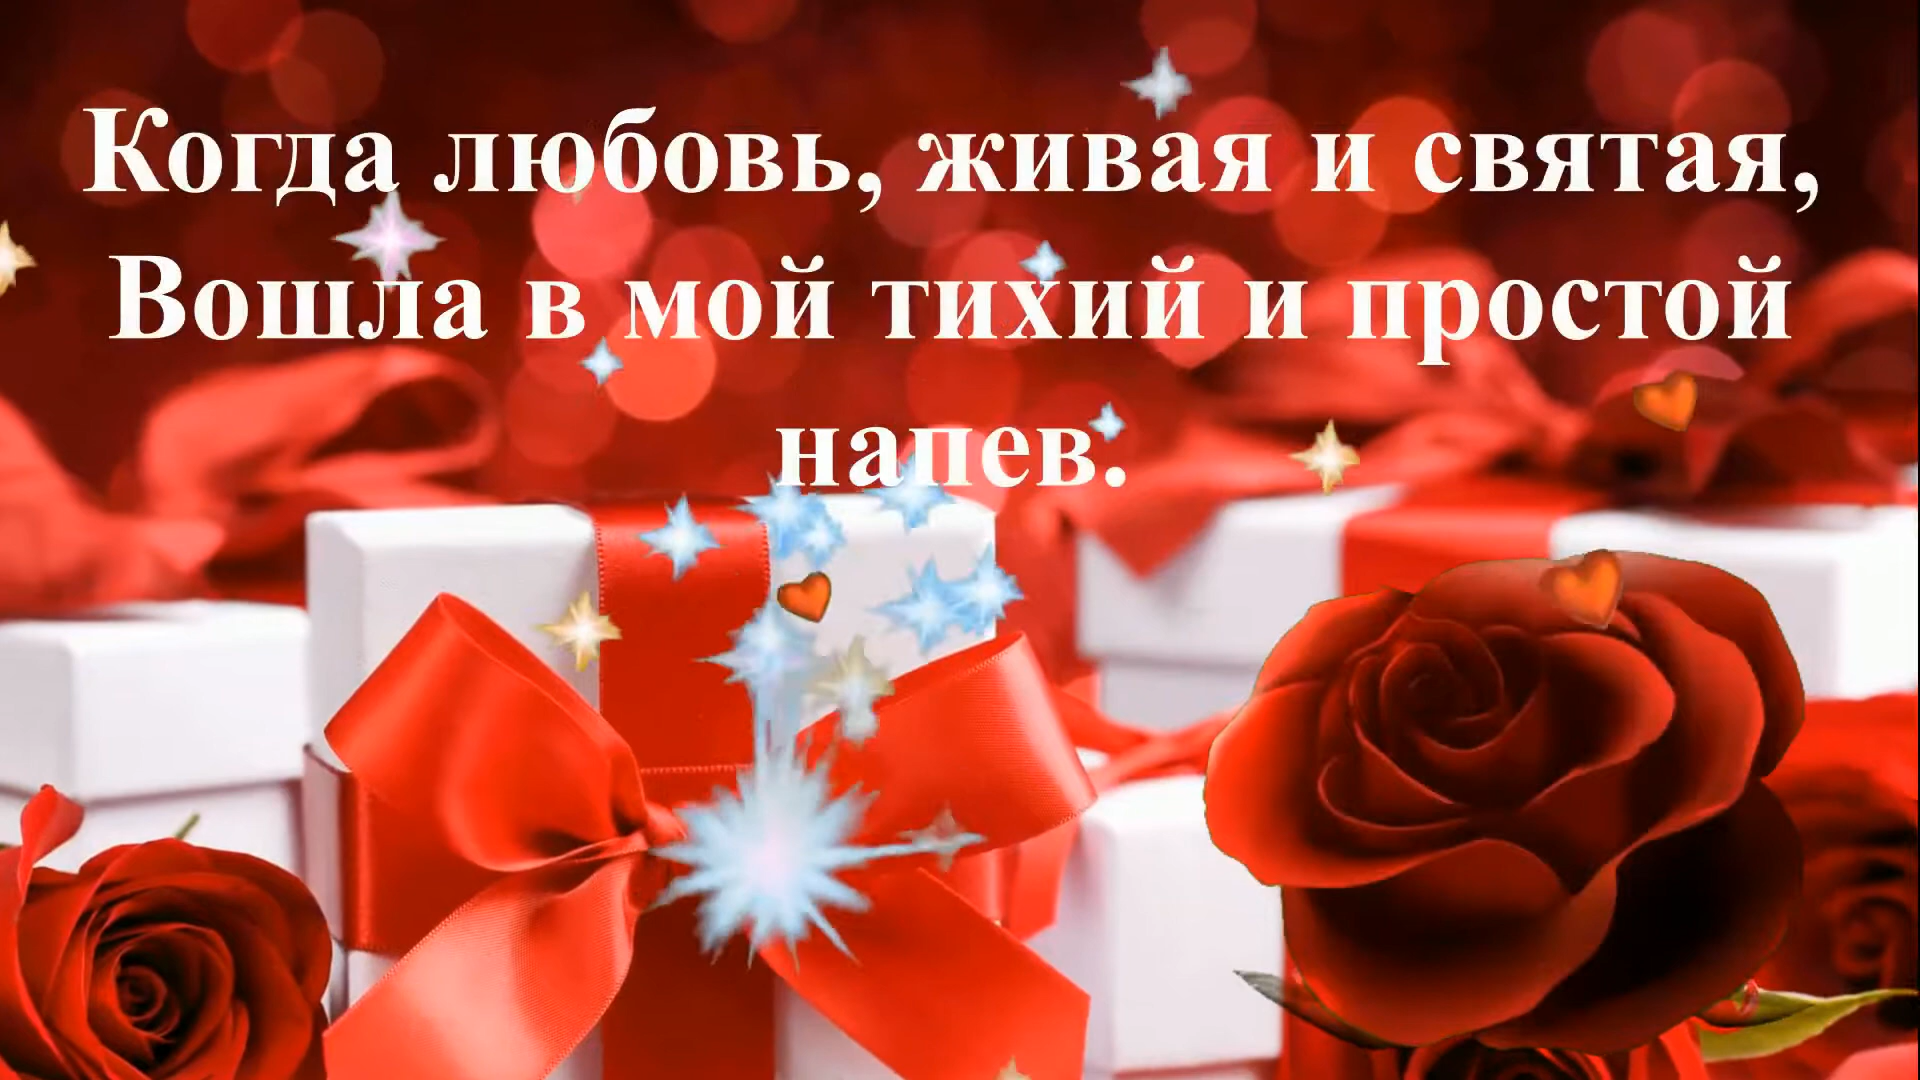 Когда любовь, живая и святая,
Вошла в мой тихий и простой
напев.